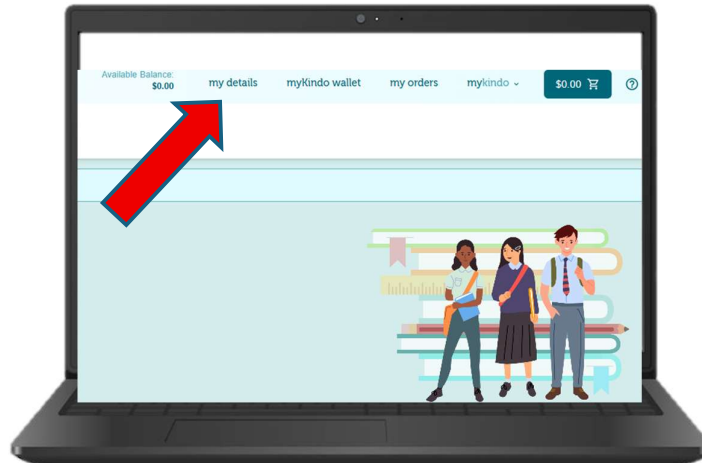 Available Balance:
$0.00
my details
myKindo wallet
my orders
mykindo
$0.00
?